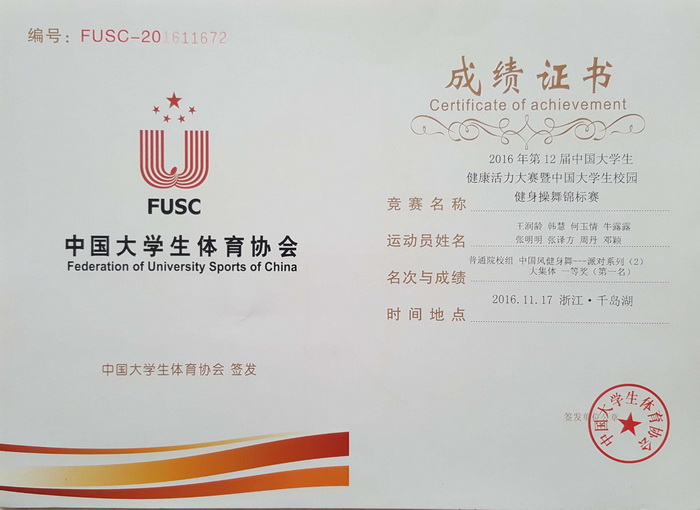 编号：FUSC-201611672
FUSC
中国大学生体育协会
Federation of University Sports of China
中国大学生体育协会 签发
成绩证书
Certificate of achievement
2016年第12届中国大学生
健康活力大赛暨中国大学生校园
竞赛名称 健身操舞锦标赛
王润龄 韩慧 何玉情 牛露露
运动员姓名 张明明 张译方 周丹 邓颖
普通院校组 中国风健身舞---派对系列（2）
名次与成绩 大集体 一等奖（第一名）
时间地点 2016.11.17 浙江·千岛湖
签发单位公章
中国大学生体育协会